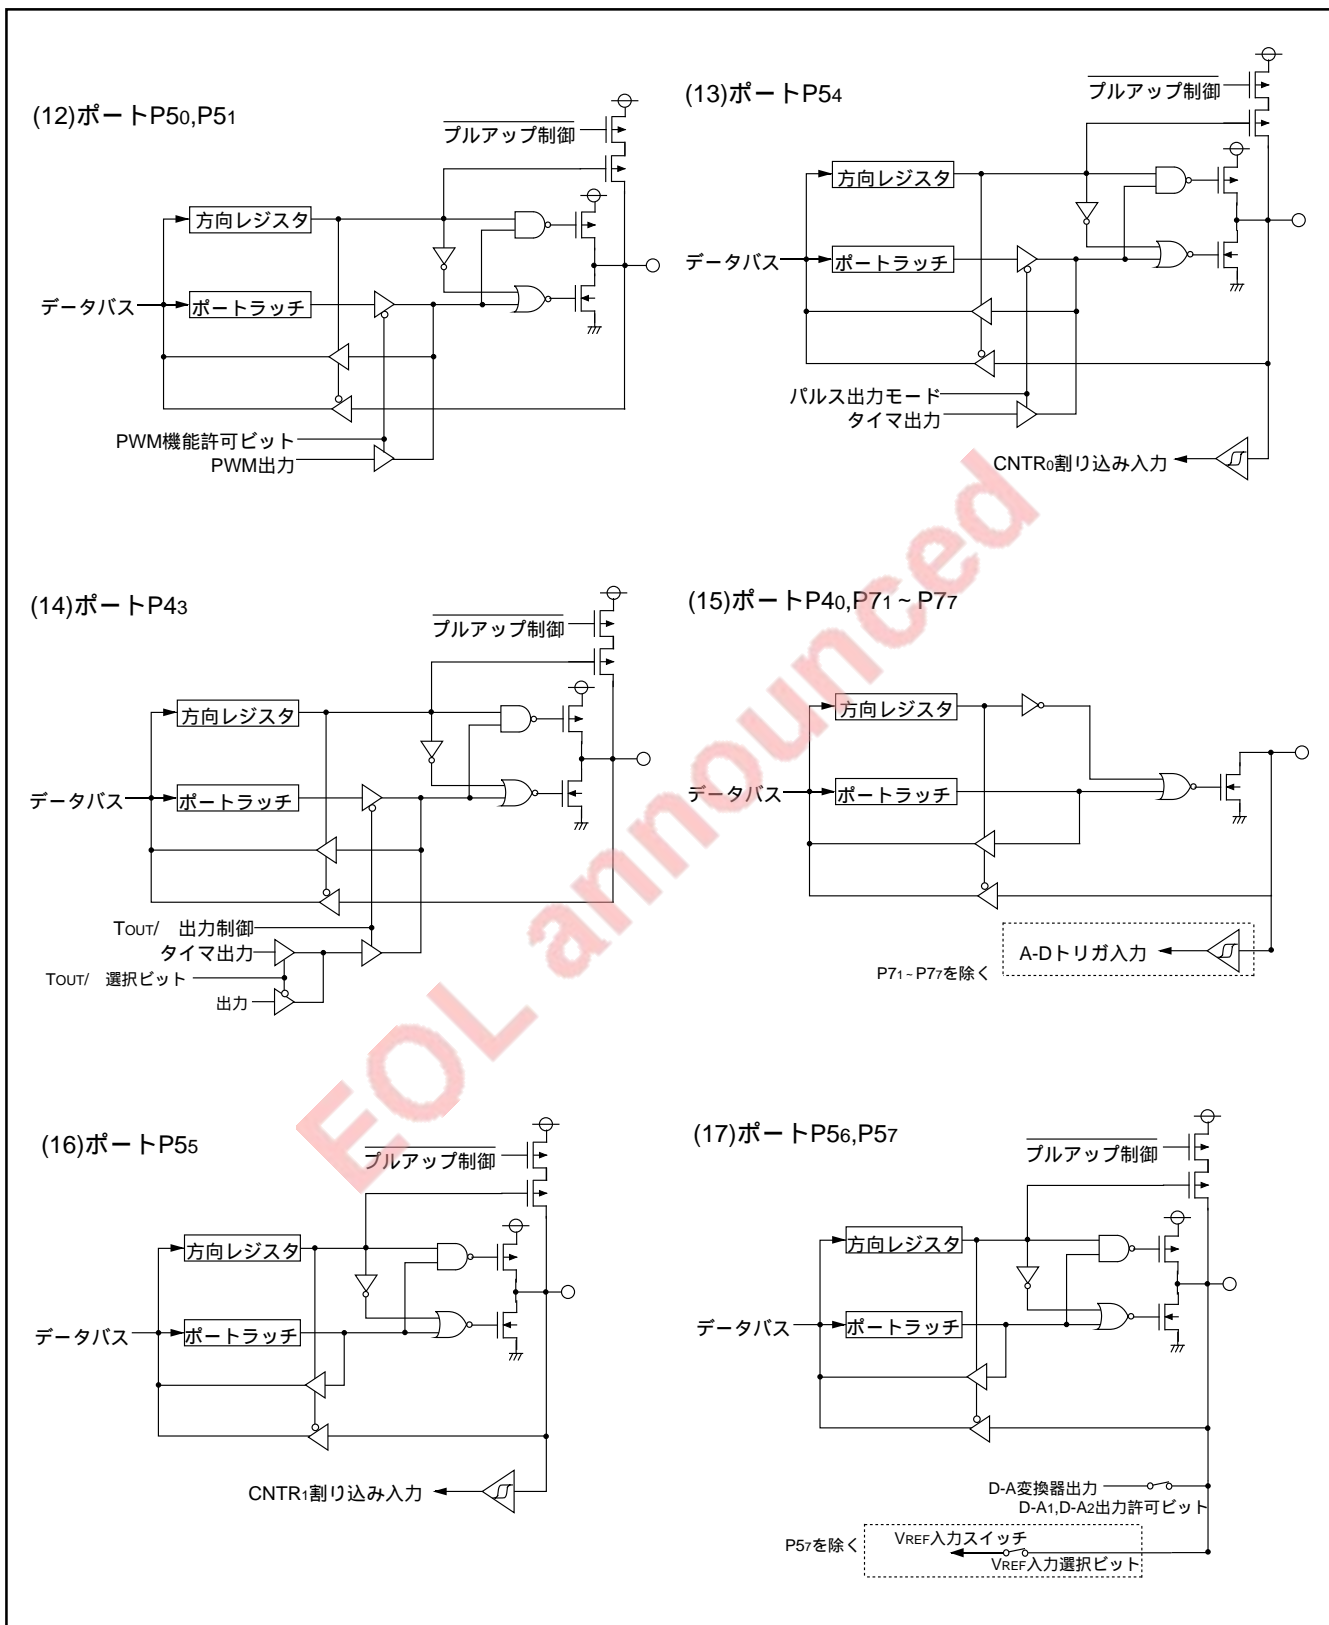 (12)ポートP50,P51
プルアップ制御
方向レジスタ
データバス
ポートラッチ
PWM機能許可ビット
PWM出力
(13)ポートP54
プルアップ制御
方向レジスタ
データバス
ポートラッチ
パルス出力モード
タイマ出力
CNTR0割り込み入力
(14)ポートP43
プルアップ制御
方向レジスタ
データバス
ポートラッチ
TOUT/ 出力制御
タイマ出力
TOUT/ 選択ビット
出力
(15)ポートP40,P71~P77
方向レジスタ
データバス
ポートラッチ
A-Dトリガ入力
P71~P77を除く
(16)ポートP55
プルアップ制御
方向レジスタ
データバス
ポートラッチ
CNTR1割り込み入力
(17)ポートP56,P57
プルアップ制御
方向レジスタ
データバス
ポートラッチ
D-A変換器出力
D-A1,D-A2出力許可ビット
P57を除く
VREF入力スイッチ
VREF入力選択ビット
EOL announced